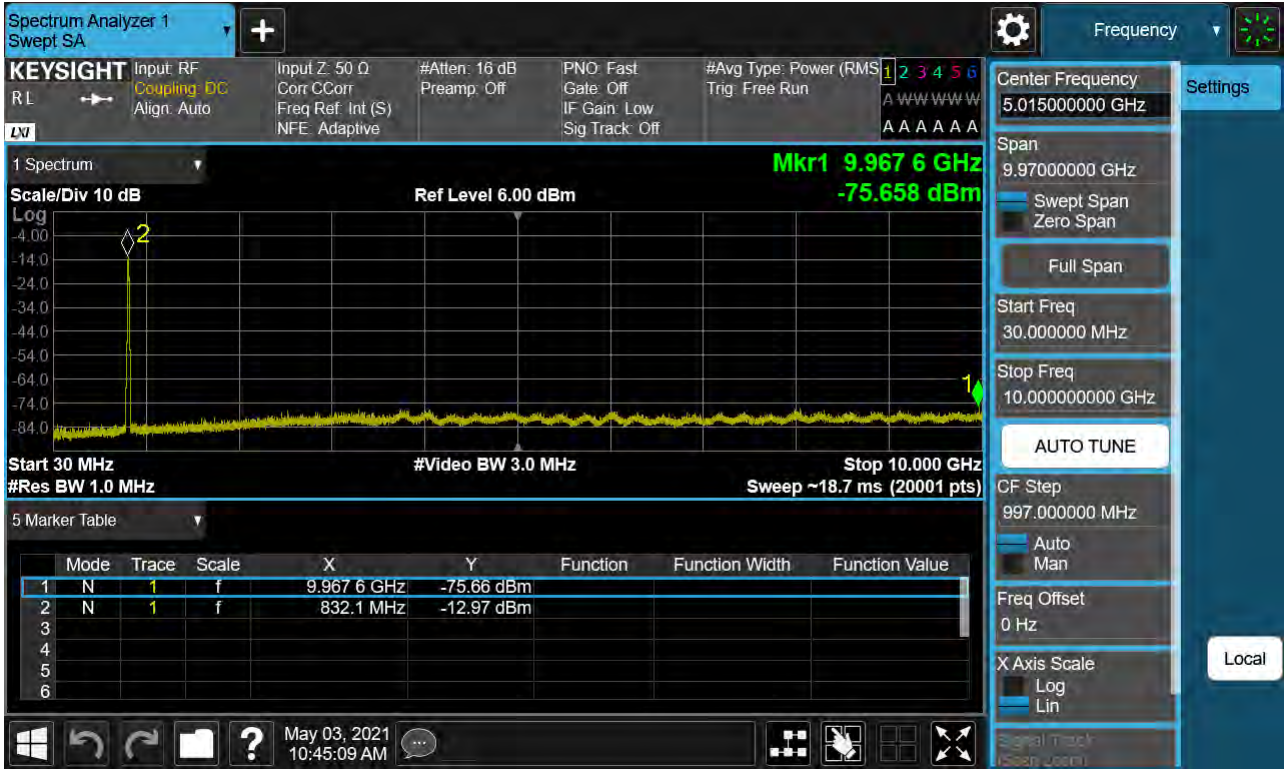 Spectrum Analyzer 1
Swept SA
+
Frequency
KEYSIGHT
RL
LXI
Input: RF
Coupling: DC
Align: Auto
Input Z: 50 Ω
Corr CCorr
Freq Ref: Int (S)
NFE: Adaptive
#Atten: 16 dB
Preamp: Off
PNO: Fast
Gate: Off
IF Gain: Low
Sig Track: Off
#Avg Type: Power (RMS
Trig: Free Run
1 2 3 4 5 6
A W W W W W
A A A A A A
1 Spectrum
Mkr1 9.967 6 GHz
-75.658 dBm
Scale/Div 10 dB
Ref Level 6.00 dBm
Log
-4.00
-14.0
-24.0
-34.0
-44.0
-54.0
-64.0
-74.0
-84.0
2
1
Start 30 MHz
#Video BW 3.0 MHz
Stop 10.000 GHz
#Res BW 1.0 MHz
Sweep ~18.7 ms (20001 pts)
5 Marker Table
Mode Trace Scale X Y Function Function Width Function Value
1 N 1 f 9.967 6 GHz -75.66 dBm
2 N 1 f 832.1 MHz -12.97 dBm
3
4
5
6
May 03, 2021
10:45:09 AM
?
Center Frequency
5.015000000 GHz
Settings
Span
9.97000000 GHz
Swept Span
Zero Span
Full Span
Start Freq
30.000000 MHz
Stop Freq
10.000000000 GHz
AUTO TUNE
CF Step
997.000000 MHz
Auto
Man
Freq Offset
0 Hz
X Axis Scale
Log
Lin
Local
Signal Track
(Span Zoom)